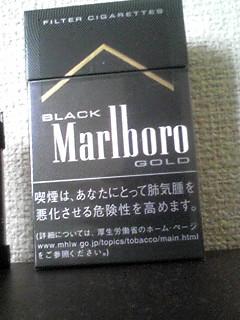 FILTER CIGARETTES
BLACK
Marlboro
GOLD
喫煙は、あなたにとって肺気腫を
悪化させる危険性を高めます。
(詳細については、厚生労働省のホーム・ページ
www.mhlw.go.jp/topics/tobacco/main.html
をご参照ください。)